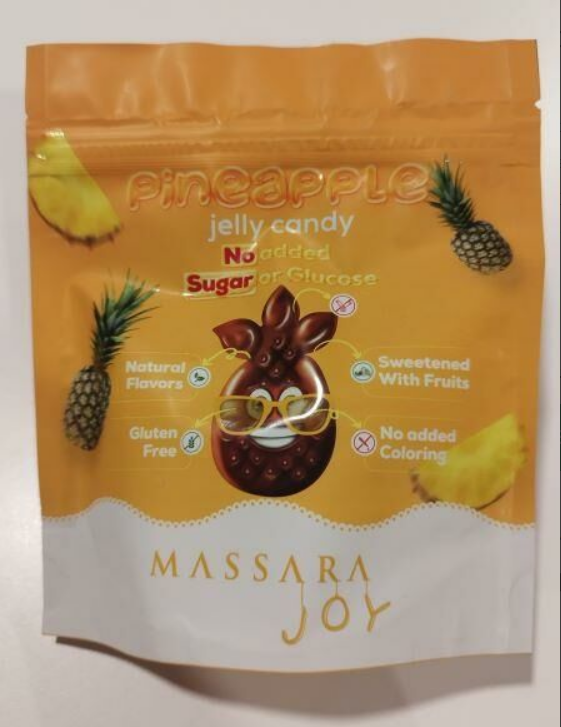 Pineapple
jelly candy
No added
Sugar or Glucose
Natural
Flavors
Sweetened
With Fruits
Gluten
Free
No added
Coloring
MASSARA
JOY